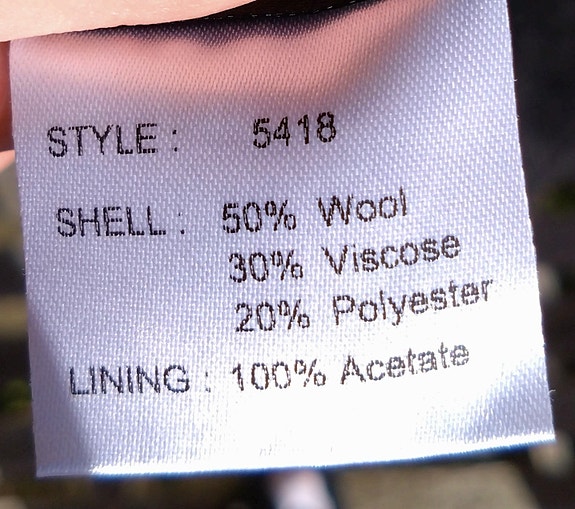 STYLE : 5418
SHELL : 50% Wool
30% Viscose
20% Polyester
LINING : 100% Acetate